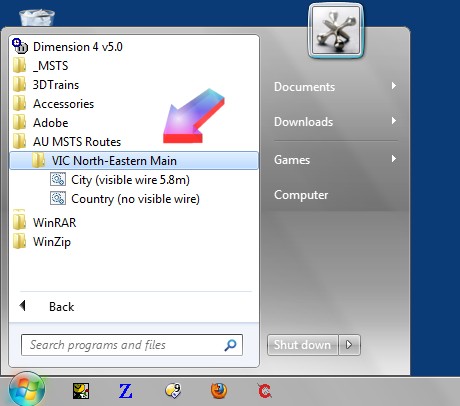 Dimension 4 v5.0
_MSTS
3DTrains
Accessories
Adobe
AU MSTS Routes
VIC North-Eastern Main
City (visible wire 5.8m)
Country (no visible wire)
WinRAR
WinZip
Back
Search programs and files
Documents
Downloads
Games
Computer
Shut down